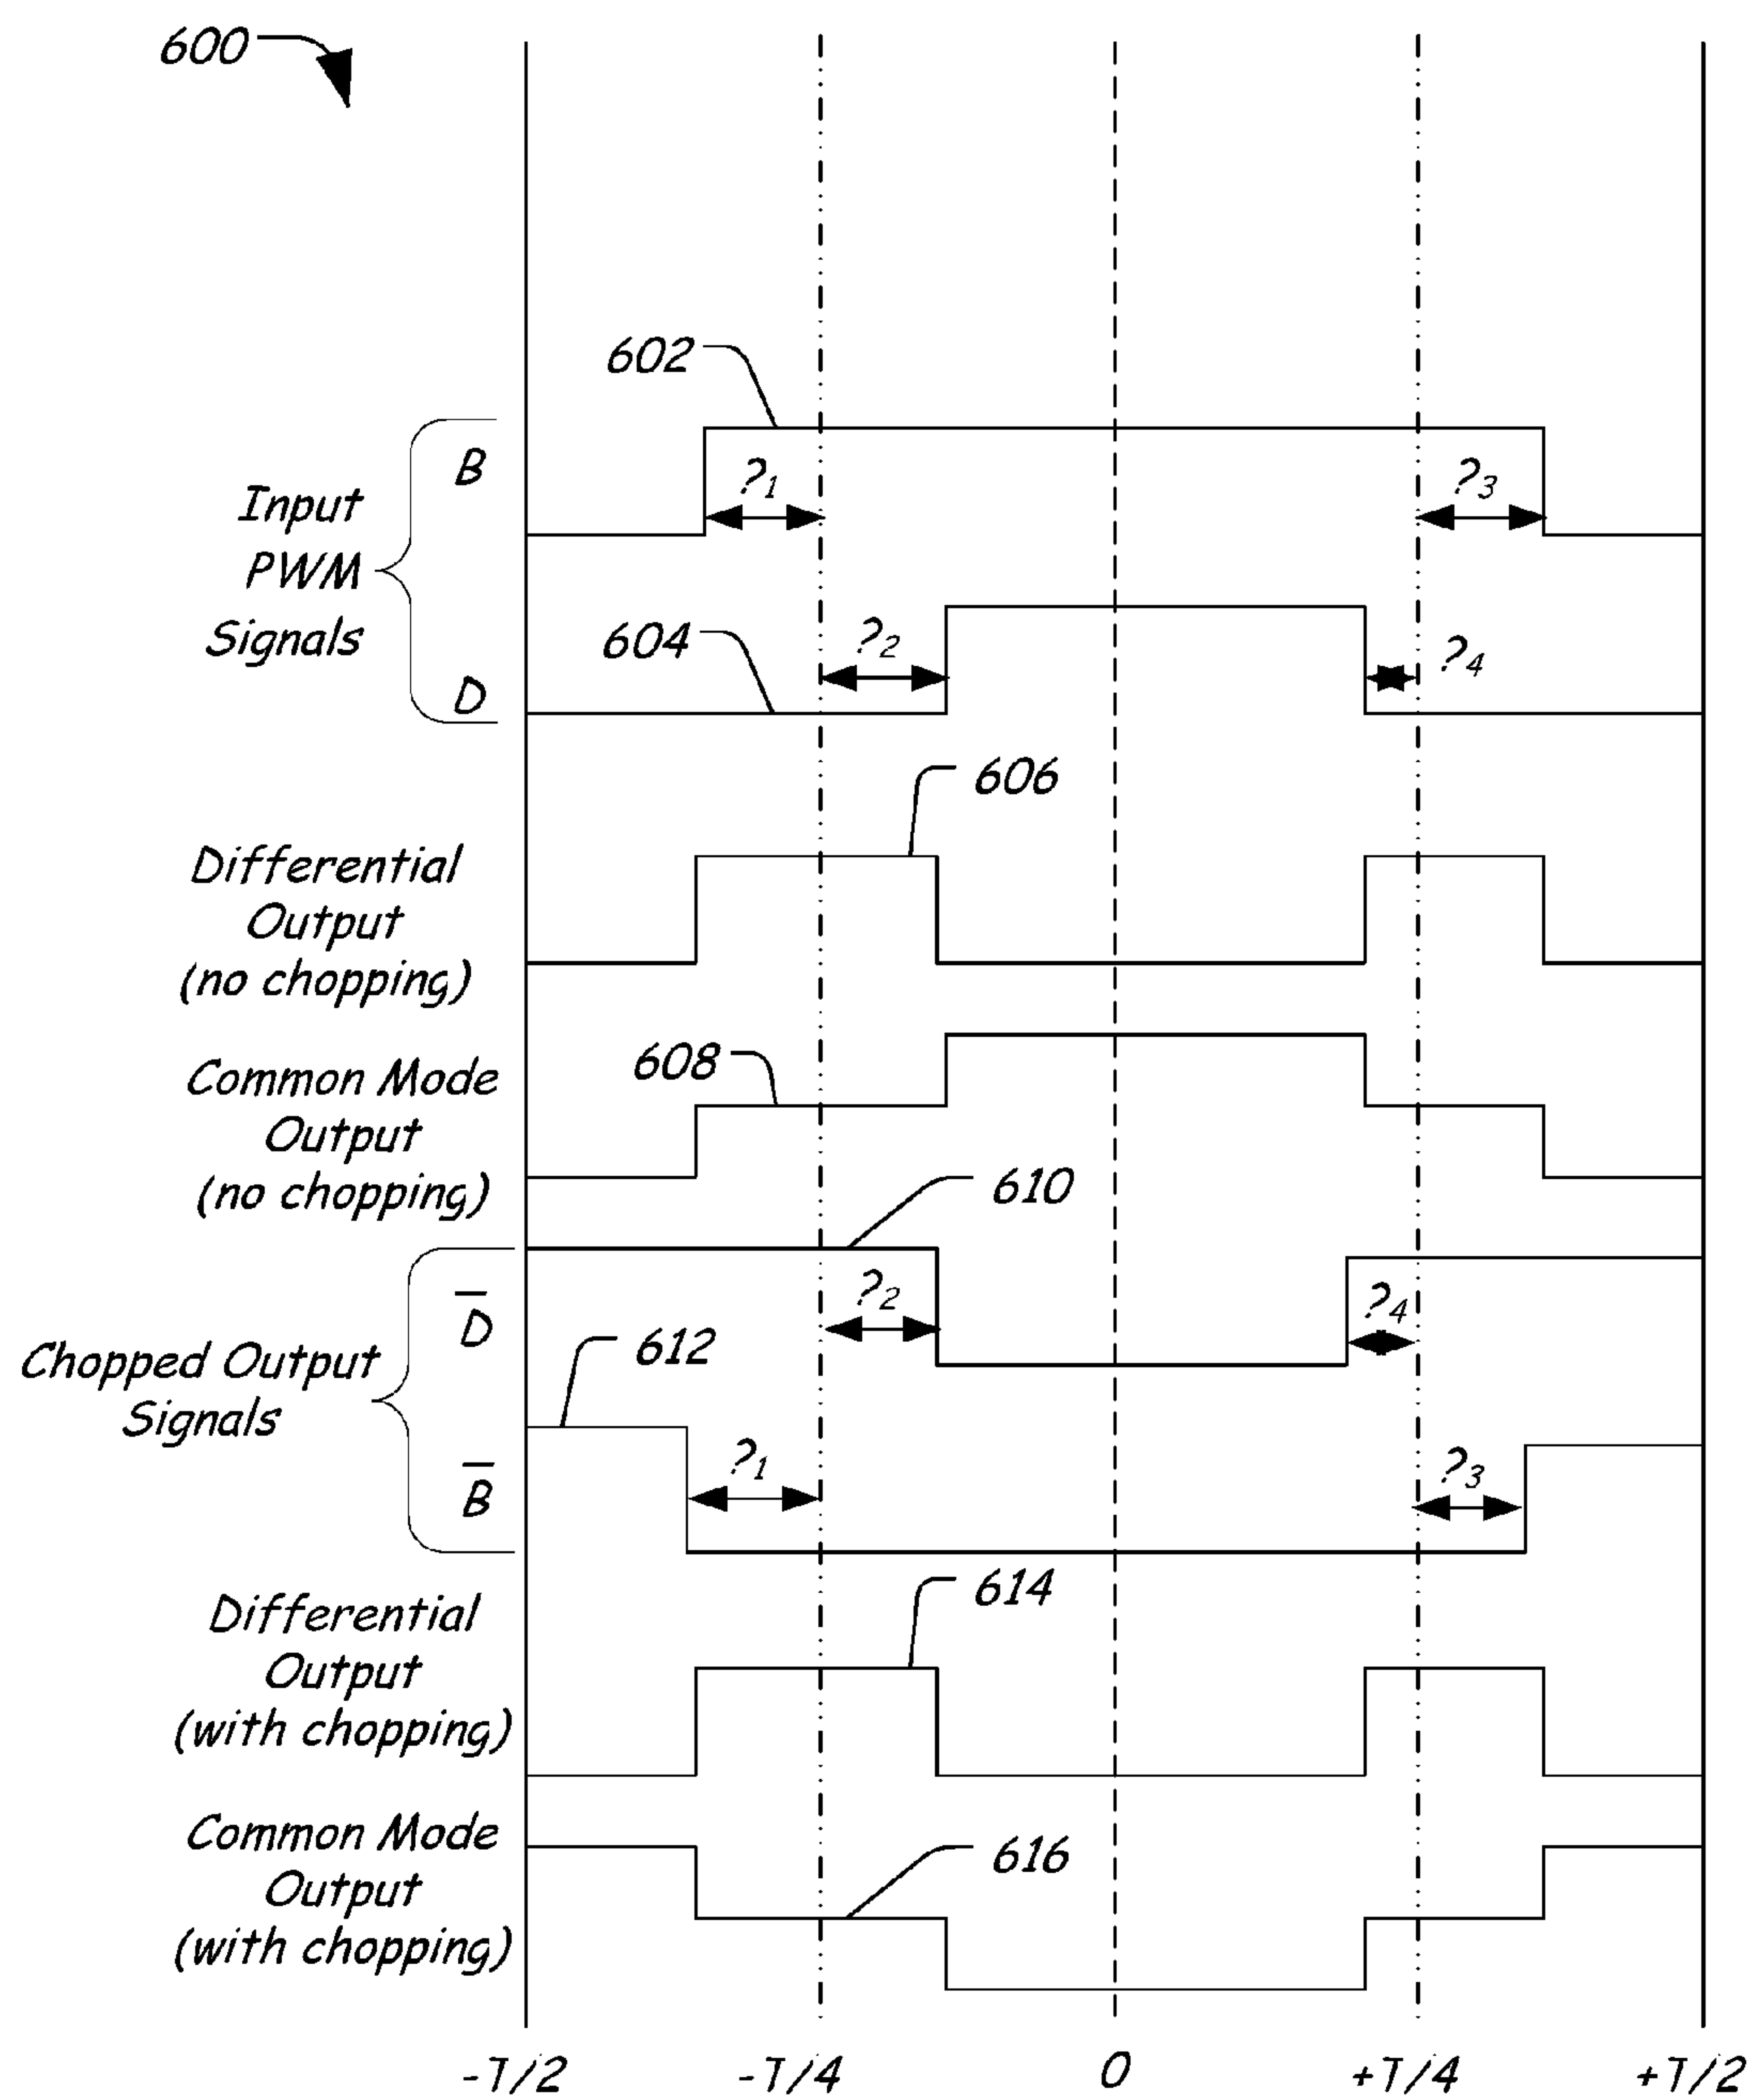 600
602
B
?1
?3
Input
PWM
Signals
604
?2
?4
D
606
Differential
Output
(no chopping)
608
Common Mode
Output
(no chopping)
610
D̅
?2
?4
612
Chopped Output
Signals
?1
?3
B̅
614
Differential
Output
(with chopping)
Common Mode
Output
(with chopping)
616
-T/2 -T/4 0 +T/4 +T/2